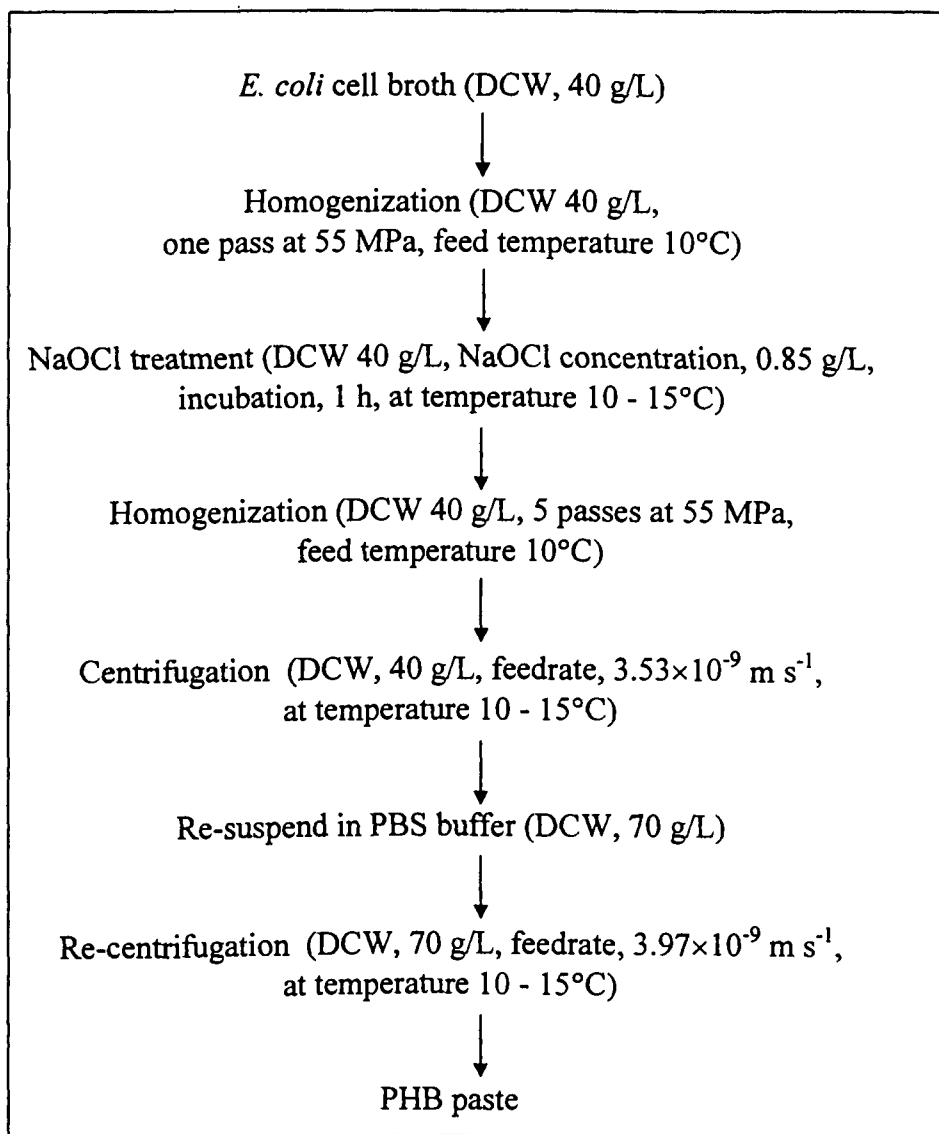 E. coli cell broth (DCW, 40 g/L)
Homogenization (DCW 40 g/L,
one pass at 55 MPa, feed temperature 10°C)
NaOCl treatment (DCW 40 g/L, NaOCl concentration, 0.85 g/L,
incubation, 1 h, at temperature 10 - 15°C)
Homogenization (DCW 40 g/L, 5 passes at 55 MPa,
feed temperature 10°C)
Centrifugation (DCW, 40 g/L, feedrate, 3.53×10⁻⁹ m s⁻¹,
at temperature 10 - 15°C)
Re-suspend in PBS buffer (DCW, 70 g/L)
Re-centrifugation (DCW, 70 g/L, feedrate, 3.97×10⁻⁹ m s⁻¹,
at temperature 10 - 15°C)
PHB paste